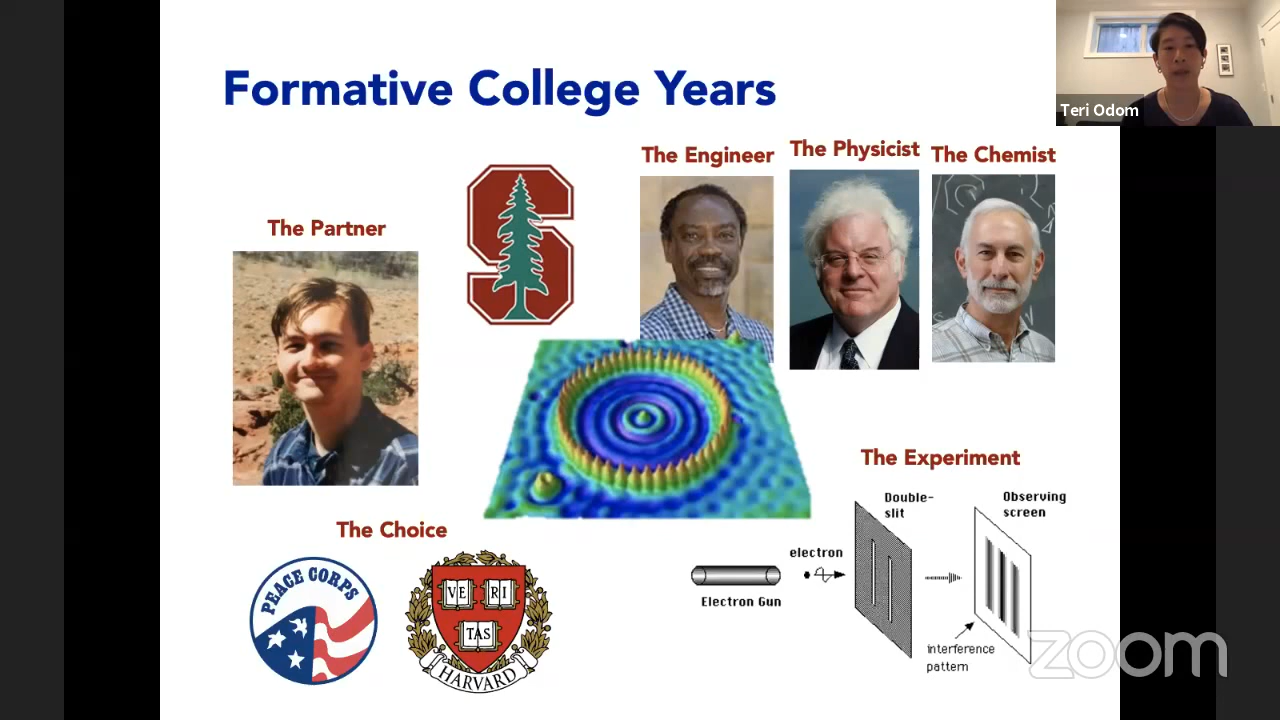 Formative College Years
Teri Odom
The Engineer
The Physicist
The Chemist
The Partner
The Experiment
Double-
slit
Observing
screen
electron
Electron Gun
interference
pattern
The Choice
PEACE CORPS
VE RI
TAS
HARVARD
zoom